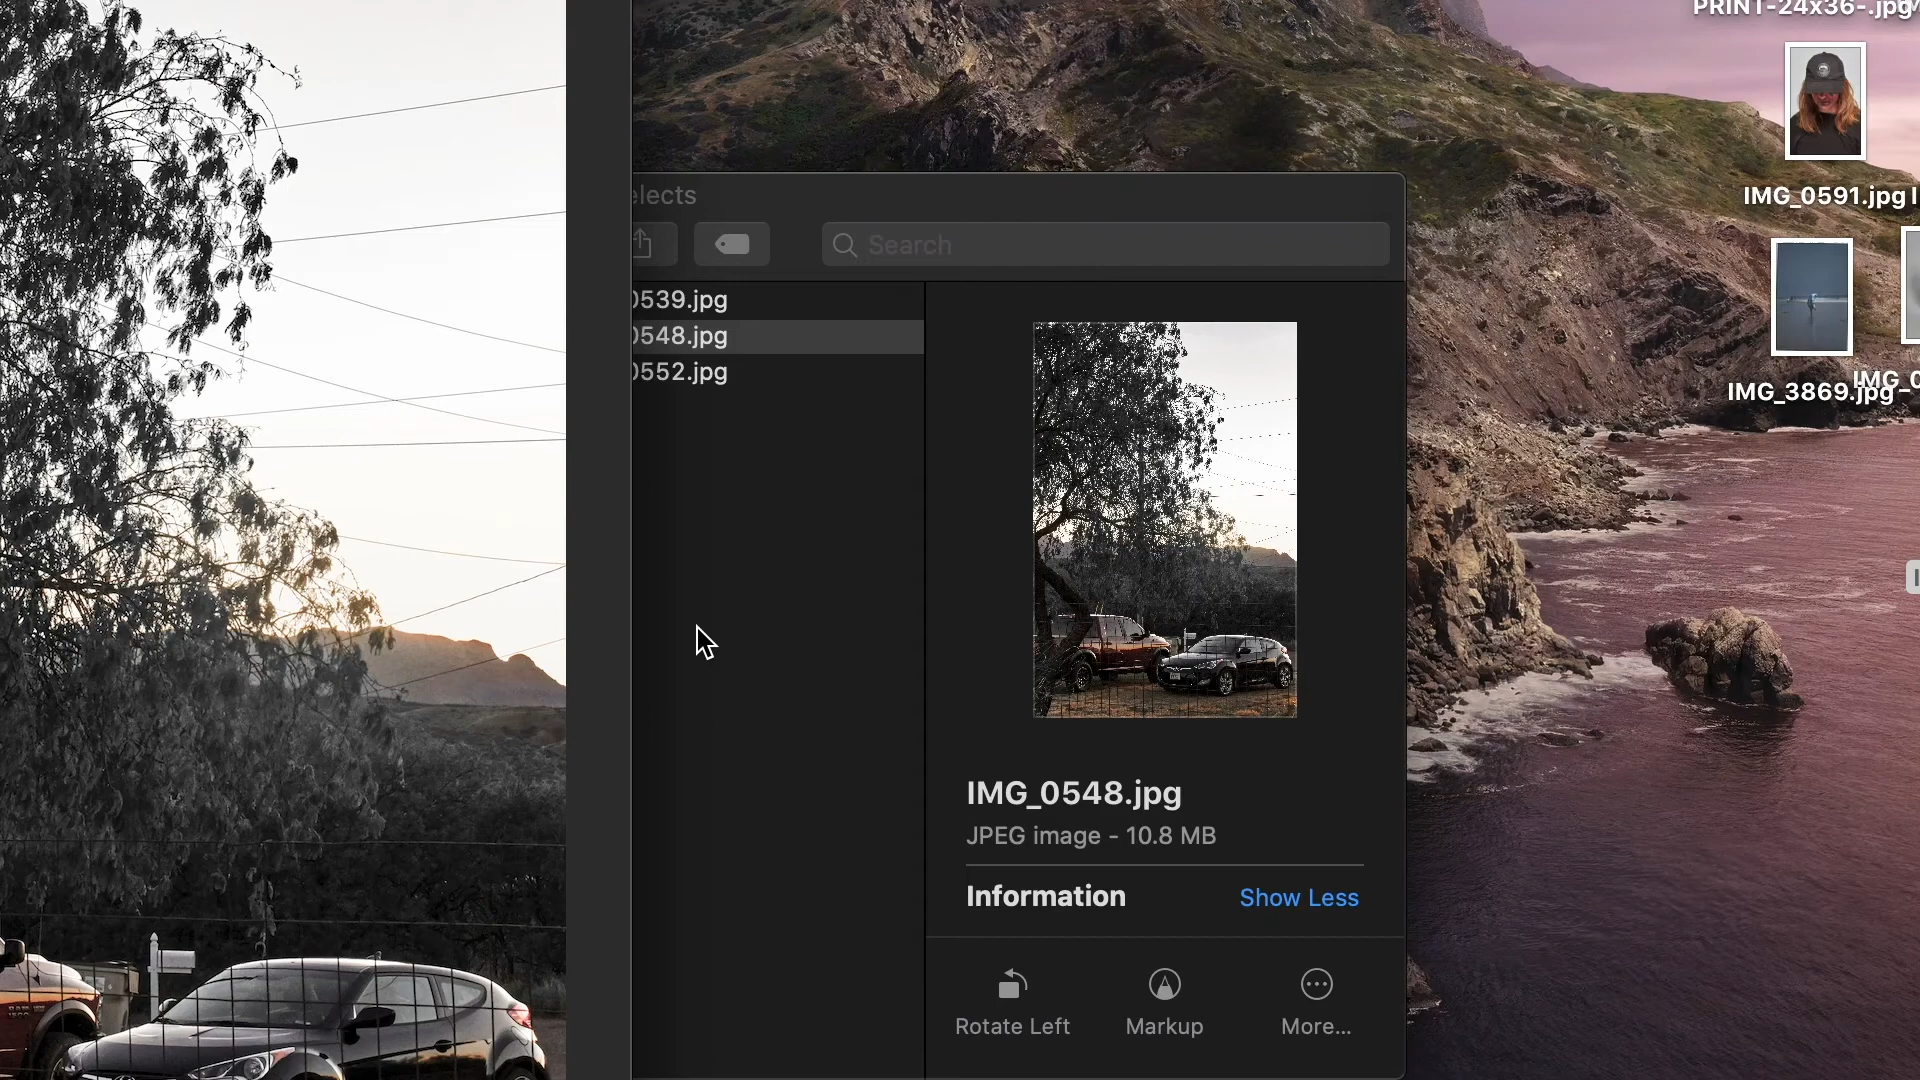 PRINT-24x36-.jpg
IMG_0591.jpg
elects
Search
0539.jpg
0548.jpg
0552.jpg
IMG_3869.jpg
IMG_0
IMG_0548.jpg
JPEG image - 10.8 MB
Information
Show Less
Rotate Left
Markup
More...